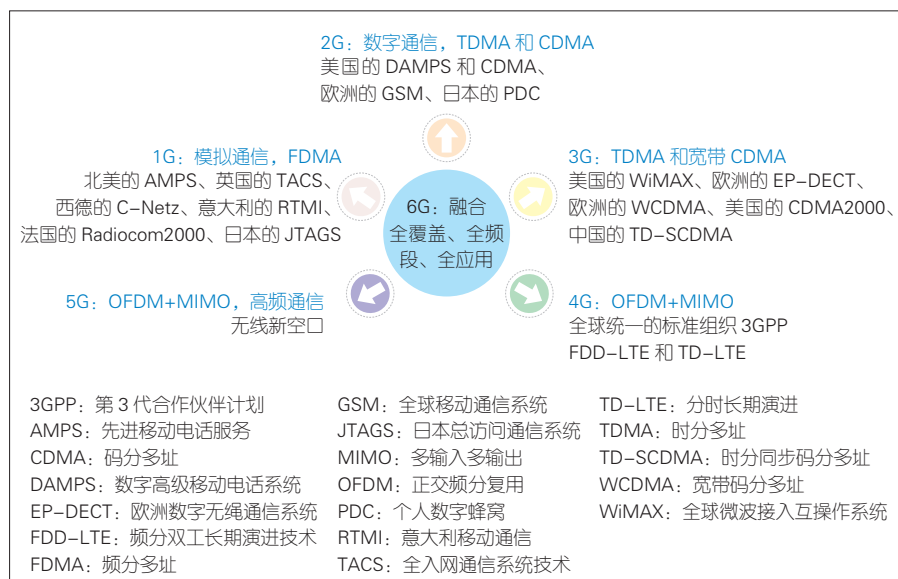 2G：数字通信，TDMA 和 CDMA
美国的 DAMPS 和 CDMA、
欧洲的 GSM、日本的 PDC
1G：模拟通信，FDMA
北美的 AMPS、英国的 TACS、
西德的 C-Netz、意大利的 RTMI、
法国的 Radiocom2000、日本的 JTAGS
3G：TDMA 和宽带 CDMA
美国的 WiMAX、欧洲的 EP-DECT、
欧洲的 WCDMA、美国的 CDMA2000、
中国的 TD-SCDMA
6G：融合
全覆盖、全频
段、全应用
5G：OFDM+MIMO，高频通信
无线新空口
4G：OFDM+MIMO
全球统一的标准组织 3GPP
FDD-LTE 和 TD-LTE
3GPP：第 3 代合作伙伴计划
AMPS：先进移动电话服务
CDMA：码分多址
DAMPS：数字高级移动电话系统
EP-DECT：欧洲数字无绳通信系统
FDD-LTE：频分双工长期演进技术
FDMA：频分多址
GSM：全球移动通信系统
JTAGS：日本总访问通信系统
MIMO：多输入多输出
OFDM：正交频分复用
PDC：个人数字蜂窝
RTMI：意大利移动通信
TACS：全入网通信系统技术
TD-LTE：分时长期演进
TDMA：时分多址
TD-SCDMA：时分同步码分多址
WCDMA：宽带码分多址
WiMAX：全球微波接入互操作系统